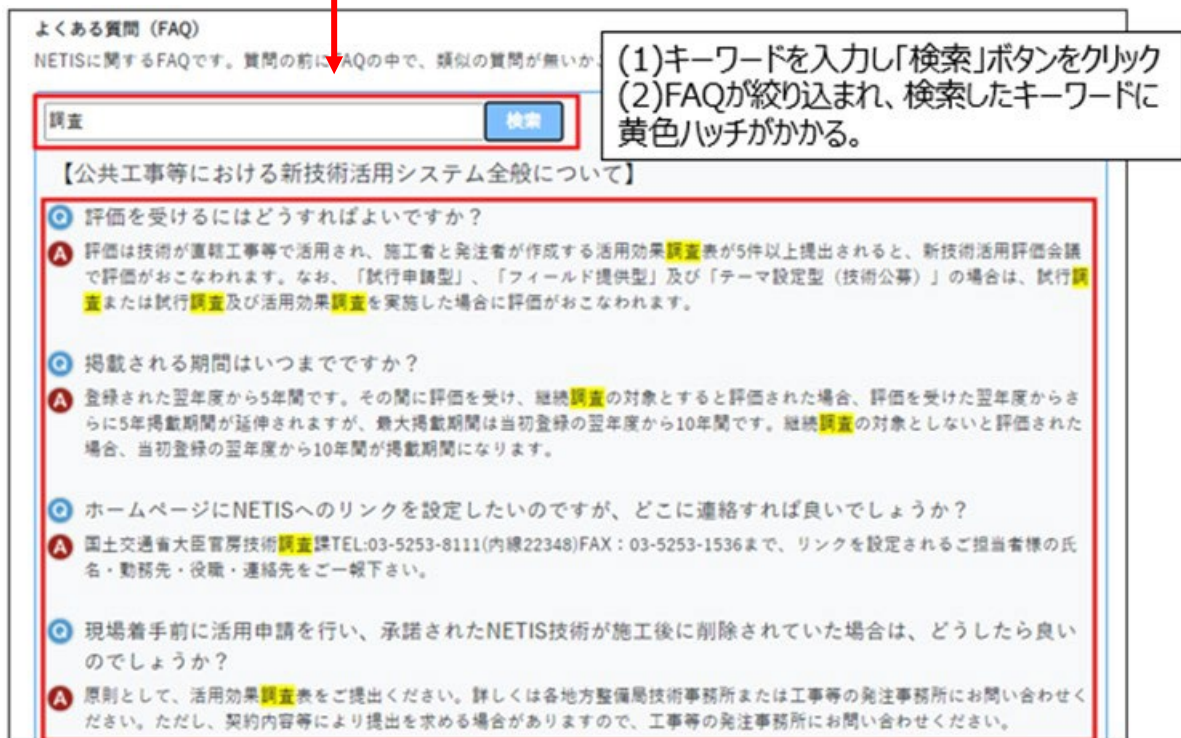 よくある質問（FAQ）
NETISに関するFAQです。質問の前にFAQの中で、類似の質問が無いかご
(1)キーワードを入力し「検索」ボタンをクリック
(2)FAQが絞り込まれ、検索したキーワードに
黄色ハッチがかかる。
調査
検索
【公共工事等における新技術活用システム全般について】
Q 評価を受けるにはどうすればよいですか？
A 評価は技術が直轄工事等で活用され、施工者と発注者が作成する活用効果調査表が5件以上提出されると、新技術活用評価会議
で評価がおこなわれます。なお、「試行申請型」、「フィールド提供型」及び「テーマ設定型（技術公募）」の場合は、試行調
査または試行調査及び活用効果調査を実施した場合に評価がおこなわれます。
Q 掲載される期間はいつまでですか？
A 登録された翌年度から5年間です。その間に評価を受け、継続調査の対象とすると評価された場合、評価を受けた翌年度からさ
らに5年掲載期間が延伸されますが、最大掲載期間は当初登録の翌年度から10年間です。継続調査の対象としないと評価された
場合、当初登録の翌年度から10年間が掲載期間になります。
Q ホームページにNETISへのリンクを設定したいのですが、どこに連絡すれば良いでしょうか？
A 国土交通省大臣官房技術調査課TEL:03-5253-8111(内線22348)FAX：03-5253-1536まで、リンクを設定されるご担当者様の氏
名・勤務先・役職・連絡先をご一報下さい。
Q 現場着手前に活用申請を行い、承諾されたNETIS技術が施工後に削除されていた場合は、どうしたら良い
のでしょうか？
A 原則として、活用効果調査表をご提出ください。詳しくは各地方整備局技術事務所または工事等の発注事務所にお問い合わせく
ださい。ただし、契約内容等により提出を求める場合がありますので、工事等の発注事務所にお問い合わせください。